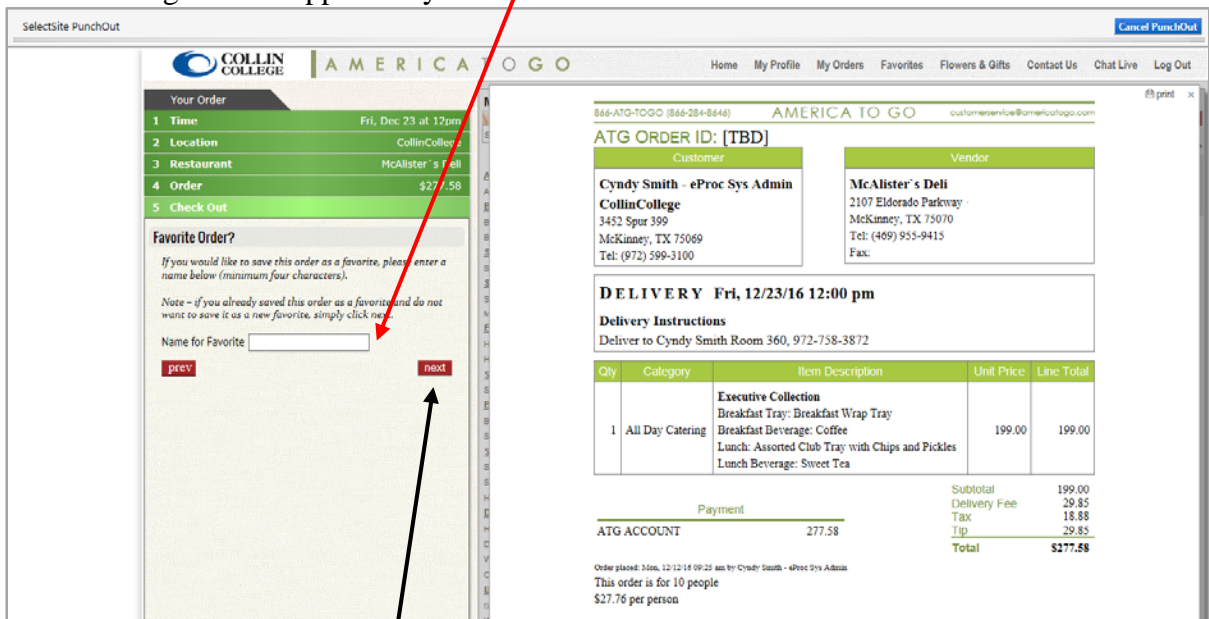 SelectSite PunchOut
Cancel PunchOut
COLLIN
COLLEGE
AMERICA TO GO
Home My Profile My Orders Favorites Flowers & Gifts Contact Us Chat Live Log Out
Your Order
1 Time Fri, Dec 23 at 12pm
2 Location CollinCollege
3 Restaurant McAlister`s Deli
4 Order $277.58
5 Check Out
Favorite Order?
If you would like to save this order as a favorite, please enter a
name below (minimum four characters).
Note – if you already saved this order as a favorite and do not
want to save it as a new favorite, simply click next.
Name for Favorite
prev
next
print ×
866-ATG-TOGO (866-284-8646) AMERICA TO GO customerservice@americatogo.com
ATG ORDER ID: [TBD]
Customer
Cyndy Smith - eProc Sys Admin
CollinCollege
3452 Spur 399
McKinney, TX 75069
Tel: (972) 599-3100
Vendor
McAlister`s Deli
2107 Eldorado Parkway
McKinney, TX 75070
Tel: (469) 955-9415
Fax:
DELIVERY Fri, 12/23/16 12:00 pm
Delivery Instructions
Deliver to Cyndy Smith Room 360, 972-758-3872
Qty Category Item Description Unit Price Line Total
Executive Collection
Breakfast Tray: Breakfast Wrap Tray
1 All Day Catering Breakfast Beverage: Coffee 199.00 199.00
Lunch: Assorted Club Tray with Chips and Pickles
Lunch Beverage: Sweet Tea
Subtotal 199.00
Delivery Fee 29.85
Tax 18.88
Tip 29.85
Total $277.58
Payment
ATG ACCOUNT 277.58
Order placed: Mon, 12/12/16 09:25 am by Cyndy Smith - eProc Sys Admin
This order is for 10 people
$27.76 per person